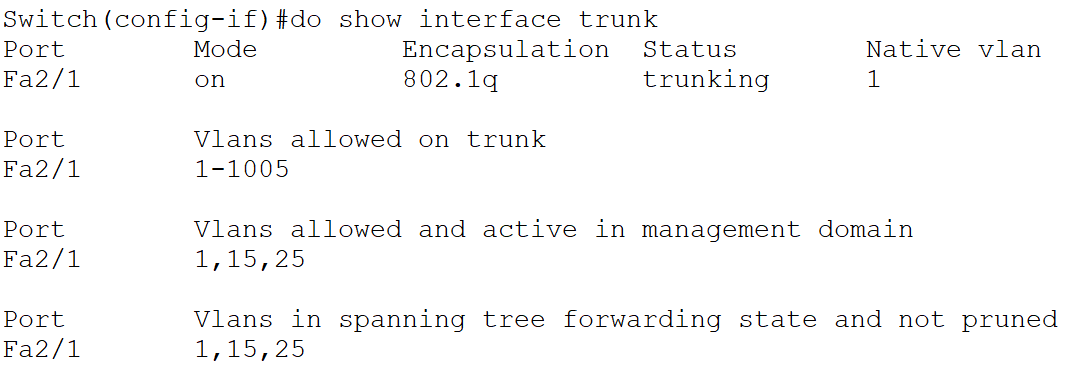 Switch(config-if)#do show interface trunk
Port Mode Encapsulation Status Native vlan
Fa2/1 on 802.1q trunking 1
Port Vlans allowed on trunk
Fa2/1 1-1005
Port Vlans allowed and active in management domain
Fa2/1 1,15,25
Port Vlans in spanning tree forwarding state and not pruned
Fa2/1 1,15,25